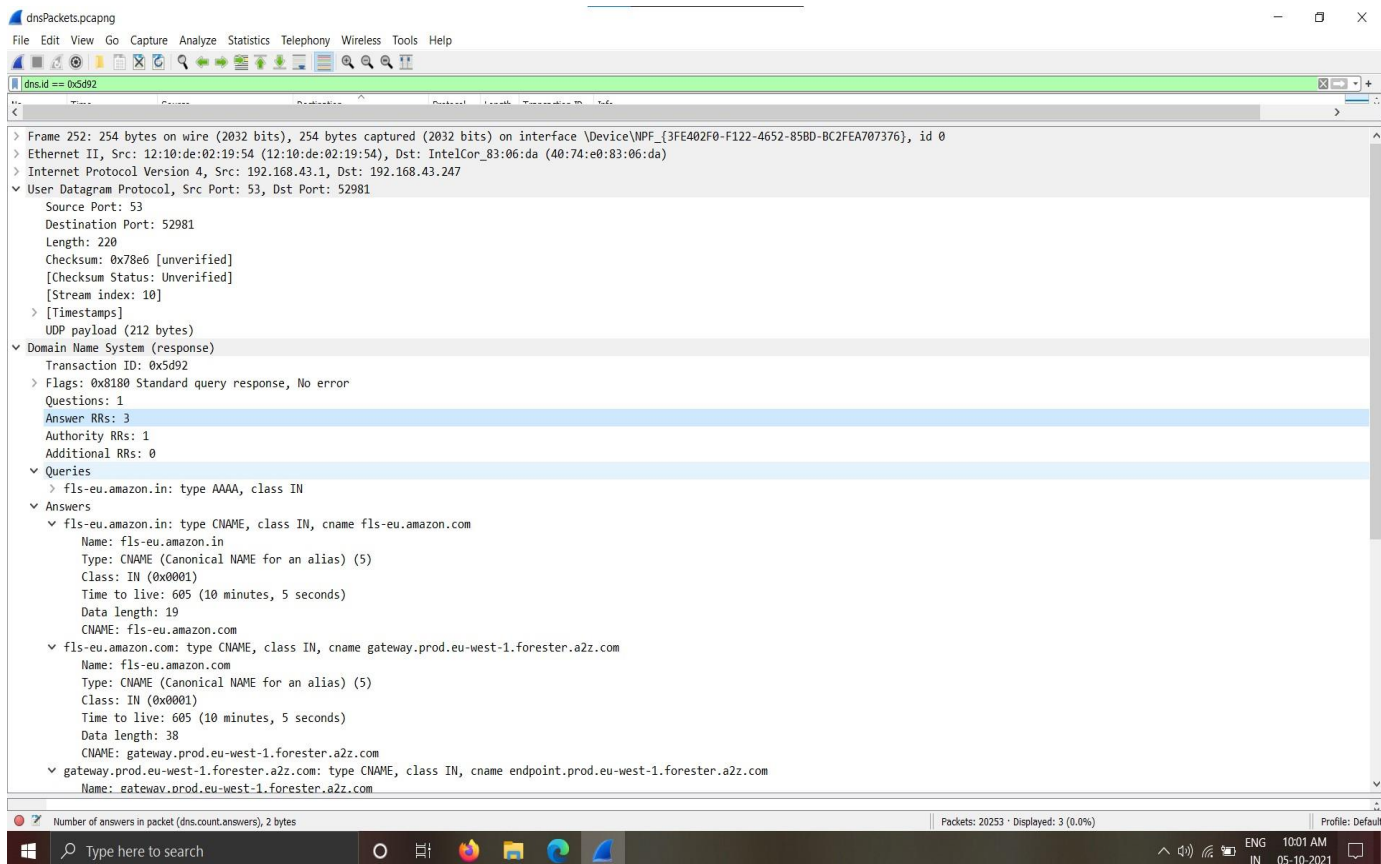 dnsPackets.pcapng
File Edit View Go Capture Analyze Statistics Telephony Wireless Tools Help
dns.id == 0x5d92
Frame 252: 254 bytes on wire (2032 bits), 254 bytes captured (2032 bits) on interface \Device\NPF_{3FE402F0-F122-4652-85BD-BC2FEA707376}, id 0
Ethernet II, Src: 12:10:de:02:19:54 (12:10:de:02:19:54), Dst: IntelCor_83:06:da (40:74:e0:83:06:da)
Internet Protocol Version 4, Src: 192.168.43.1, Dst: 192.168.43.247
User Datagram Protocol, Src Port: 53, Dst Port: 52981
Source Port: 53
Destination Port: 52981
Length: 220
Checksum: 0x78e6 [unverified]
[Checksum Status: Unverified]
[Stream index: 10]
[Timestamps]
UDP payload (212 bytes)
Domain Name System (response)
Transaction ID: 0x5d92
Flags: 0x8180 Standard query response, No error
Questions: 1
Answer RRs: 3
Authority RRs: 1
Additional RRs: 0
Queries
fls-eu.amazon.in: type AAAA, class IN
Answers
fls-eu.amazon.in: type CNAME, class IN, cname fls-eu.amazon.com
Name: fls-eu.amazon.in
Type: CNAME (Canonical NAME for an alias) (5)
Class: IN (0x0001)
Time to live: 605 (10 minutes, 5 seconds)
Data length: 19
CNAME: fls-eu.amazon.com
fls-eu.amazon.com: type CNAME, class IN, cname gateway.prod.eu-west-1.forester.a2z.com
Name: fls-eu.amazon.com
Type: CNAME (Canonical NAME for an alias) (5)
Class: IN (0x0001)
Time to live: 605 (10 minutes, 5 seconds)
Data length: 38
CNAME: gateway.prod.eu-west-1.forester.a2z.com
gateway.prod.eu-west-1.forester.a2z.com: type CNAME, class IN, cname endpoint.prod.eu-west-1.forester.a2z.com
Name: gateway.prod.eu-west-1.forester.a2z.com
Number of answers in packet (dns.count.answers), 2 bytes
Packets: 20253 · Displayed: 3 (0.0%)
Profile: Default
Type here to search
ENG
IN
10:01 AM
05-10-2021